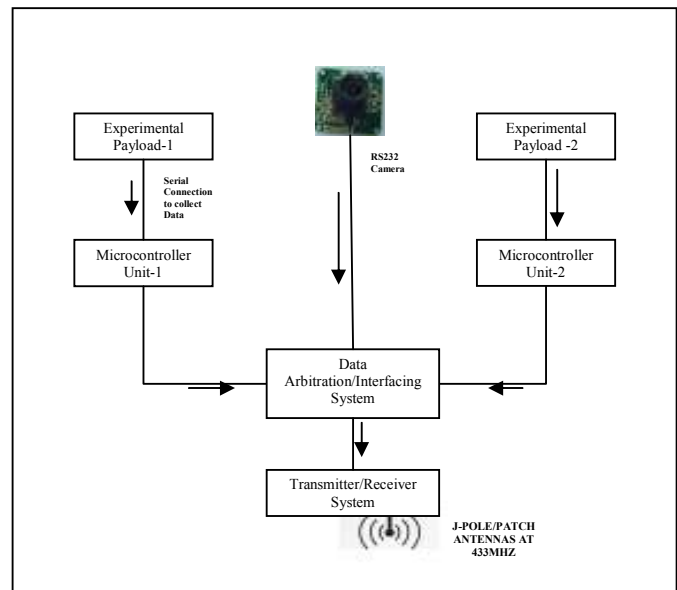 Experimental
Payload-1
RS232
Camera
Experimental
Payload -2
Serial
Connection
to collect
Data
Microcontroller
Unit-1
Microcontroller
Unit-2
Data
Arbitration/Interfacing
System
Transmitter/Receiver
System
J-POLE/PATCH
ANTENNAS AT
433MHZ